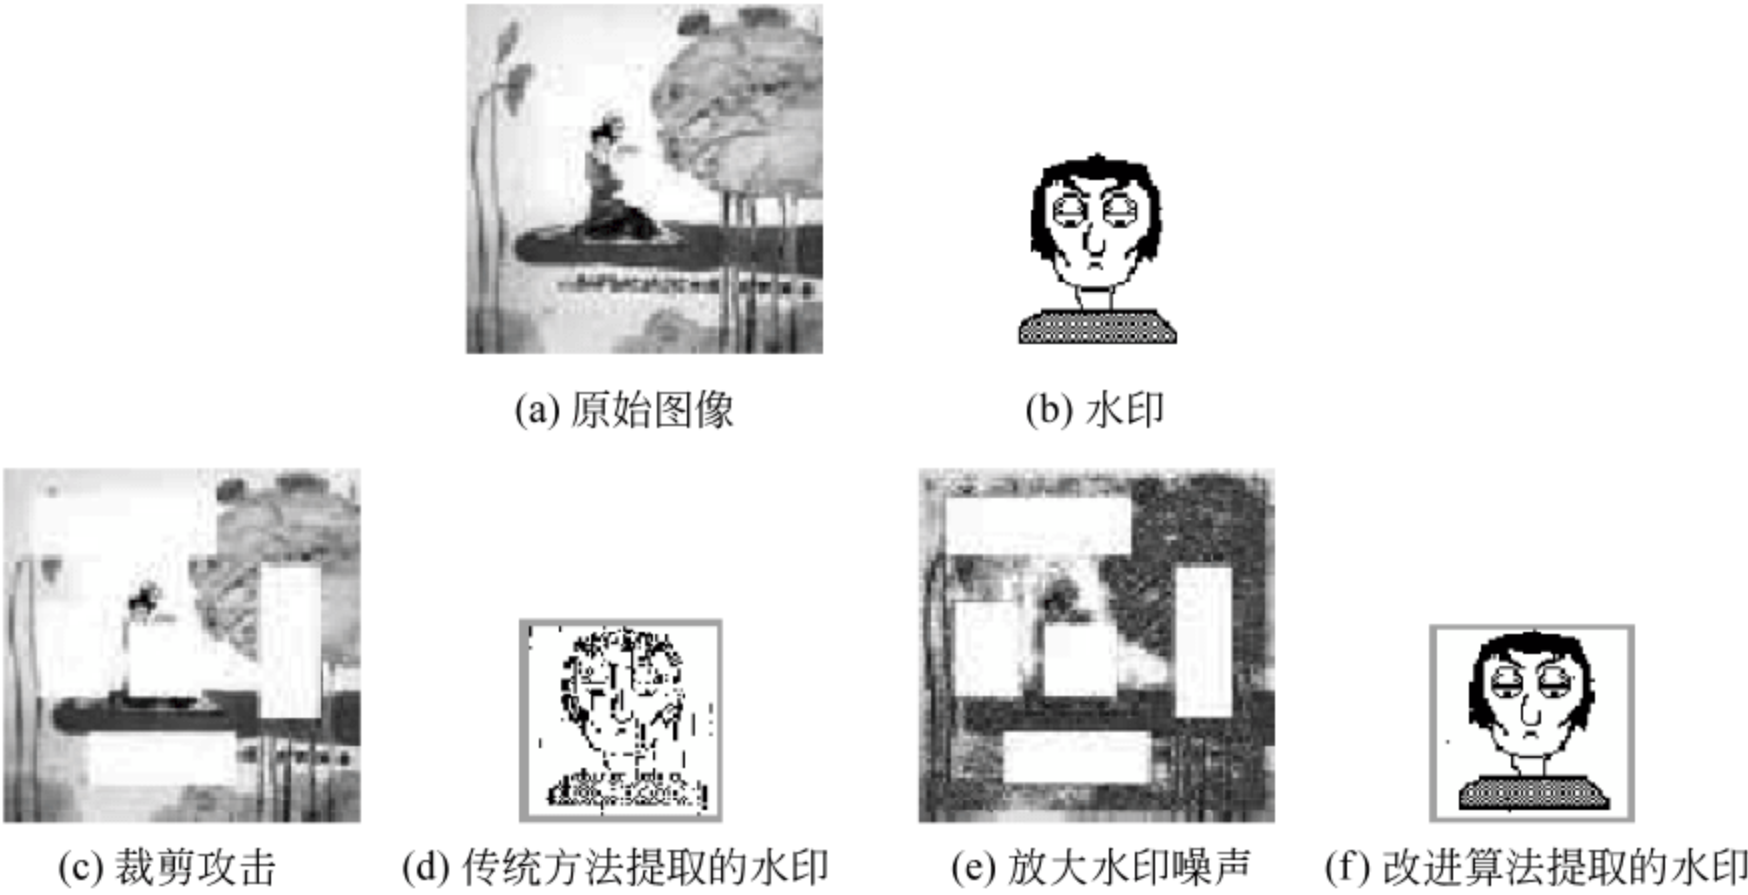 (a) 原始图像
(b) 水印
(c) 裁剪攻击
(d) 传统方法提取的水印
(e) 放大水印噪声
(f) 改进算法提取的水印